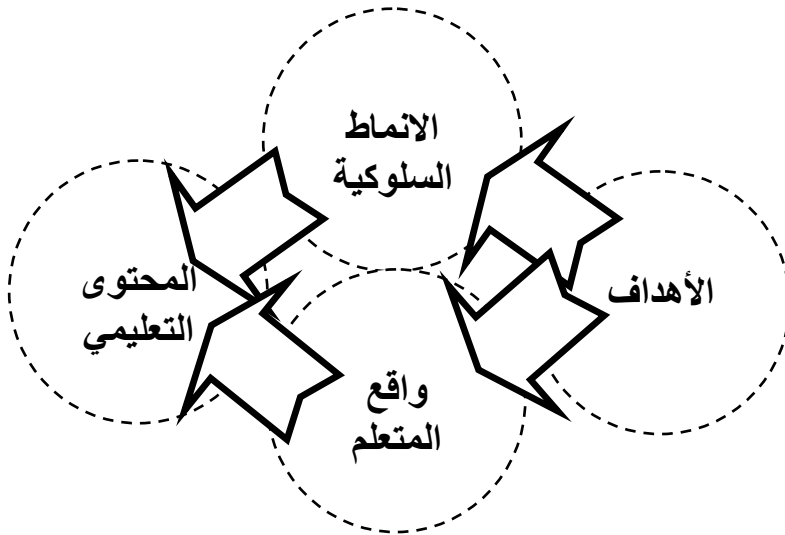 الانماط
السلوكية
الأهداف
المحتوى
التعليمي
واقع
المتعلم